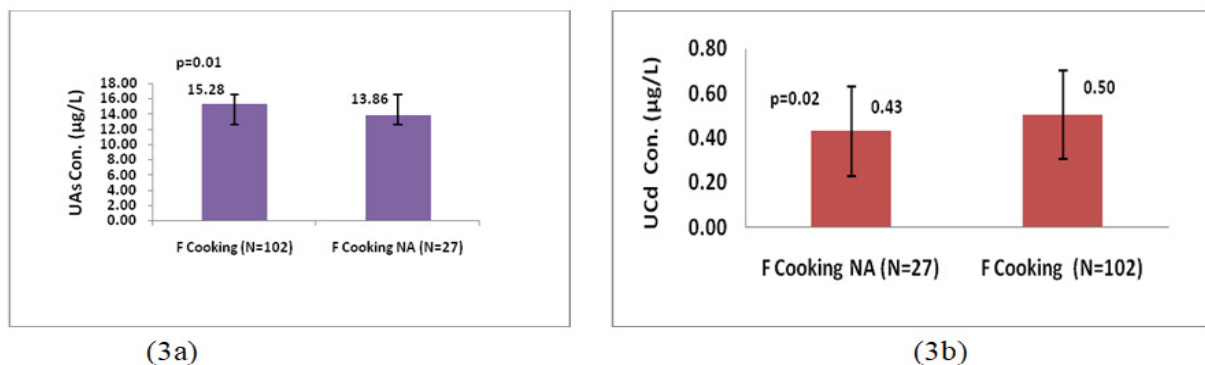 p=0.01
UAs Con. (µg/L)
18.00
16.00
14.00
12.00
10.00
8.00
6.00
4.00
2.00
0.00
15.28
13.86
F Cooking (N=102)
F Cooking NA (N=27)
(3a)
UCd Con. (µg/L)
0.80
0.60
0.40
0.20
0.00
p=0.02
0.43
0.50
F Cooking NA (N=27)
F Cooking (N=102)
(3b)